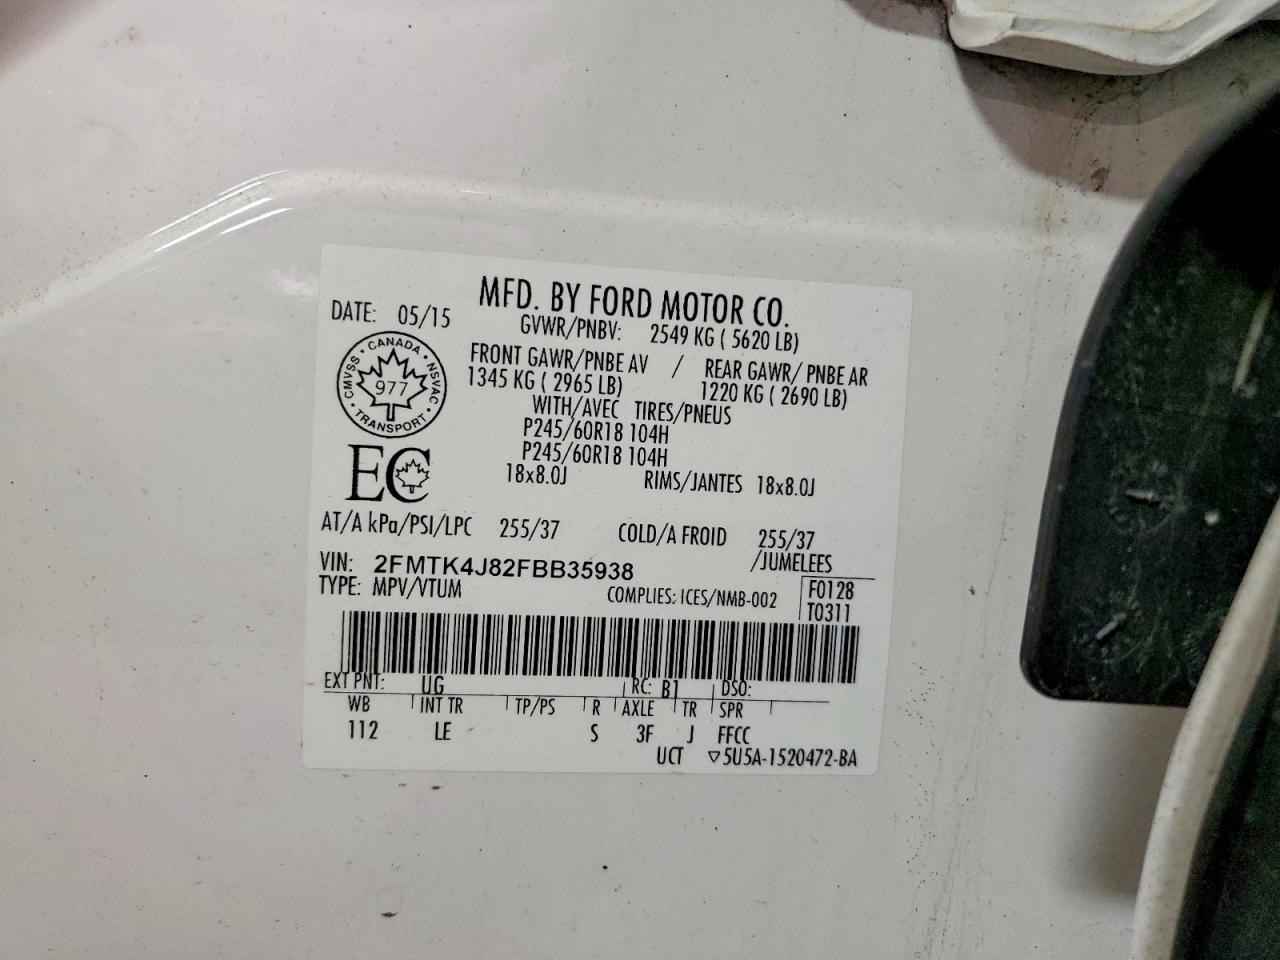 MFD. BY FORD MOTOR CO.
DATE: 05/15
GVWR/PNBV: 2549 KG ( 5620 LB)
CMVSS · CANADA · NSVAC · TRANSPORT ·
977
FRONT GAWR/PNBE AV / REAR GAWR/ PNBE AR
1345 KG ( 2965 LB) 1220 KG ( 2690 LB)
WITH/AVEC TIRES/PNEUS
P245/60R18 104H
P245/60R18 104H
18x8.0J RIMS/JANTES 18x8.0J
EC
AT/A kPa/PSI/LPC 255/37 COLD/A FROID 255/37
/JUMELEES
VIN: 2FMTK4J82FBB35938
TYPE: MPV/VTUM COMPLIES: ICES/NMB-002
F0128
T0311
EXT PNT: UG RC: B1 DSO:
WB INT TR TP/PS R AXLE TR SPR
112 LE S 3F J FFCC
UCT ▽5U5A-1520472-BA